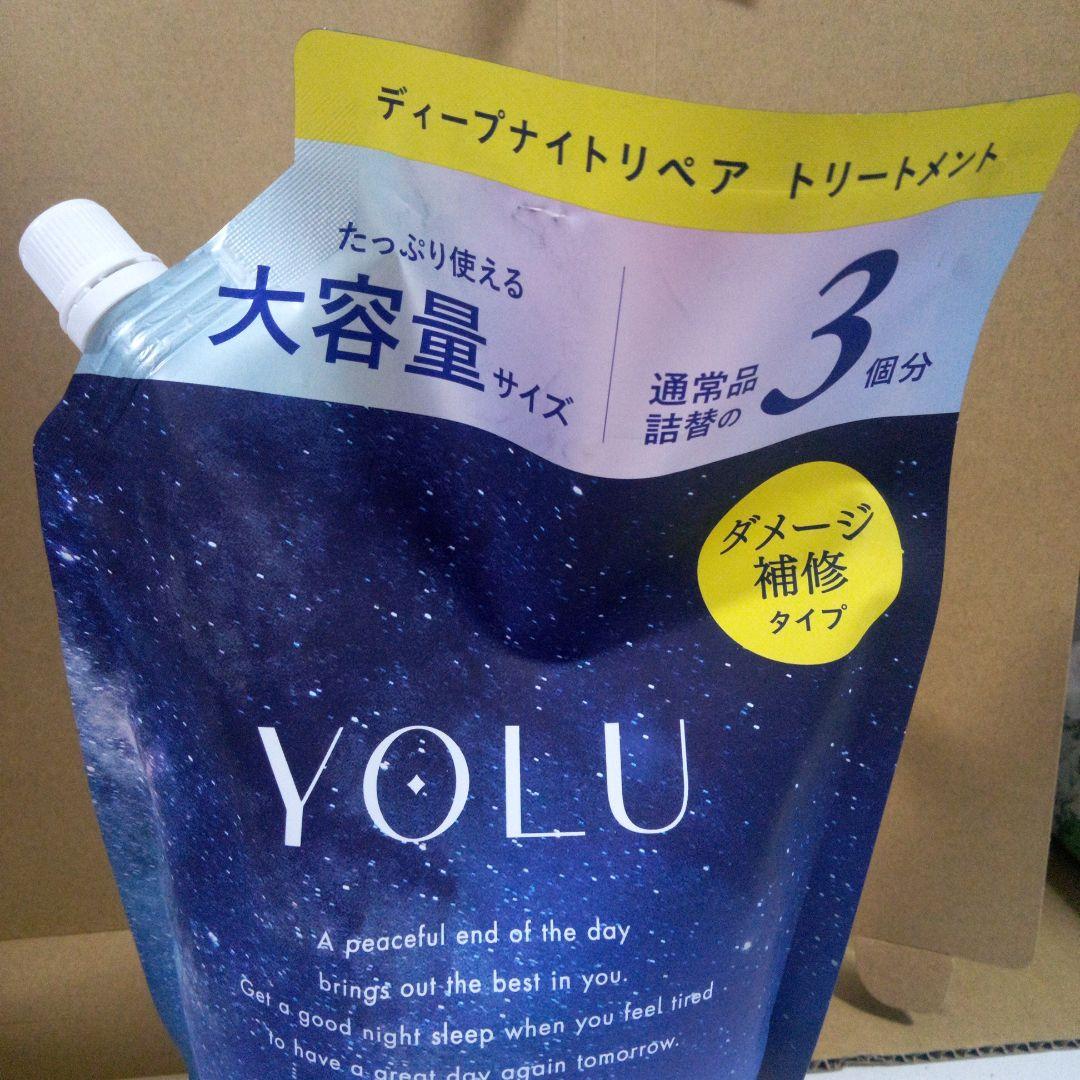 ディープナイトリペア トリートメント
たっぷり使える
大容量サイズ
通常品
詰替の
3個分
ダメージ
補修
タイプ
YOLU
A peaceful end of the day
brings out the best in you.
Get a good night sleep when you feel tired
to have a great day again tomorrow.